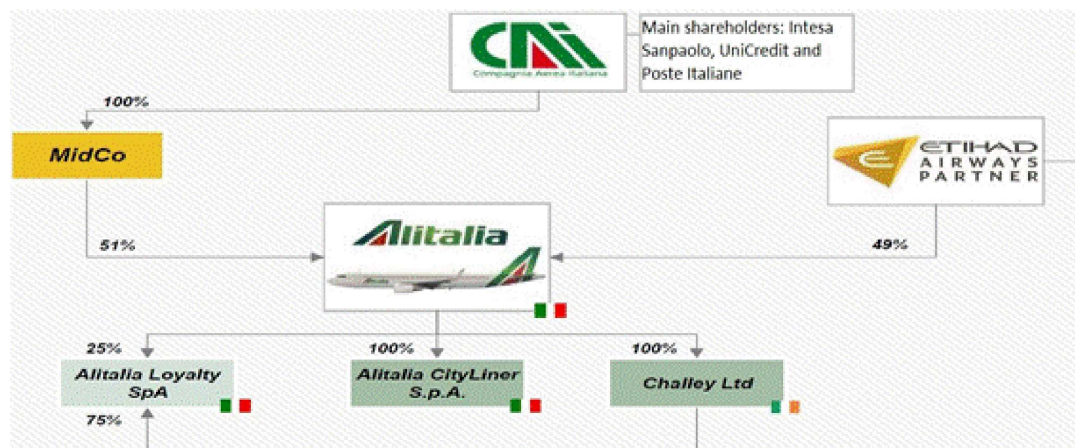 CAI
Compagnia Aerea Italiana
Main shareholders: Intesa
Sanpaolo, UniCredit and
Poste Italiane
100%
MidCo
ETIHAD
AIRWAYS
PARTNER
51%
Alitalia
Alitalia
49%
25%
100%
100%
Alitalia Loyalty
SpA
Alitalia CityLiner
S.p.A.
Challey Ltd
75%